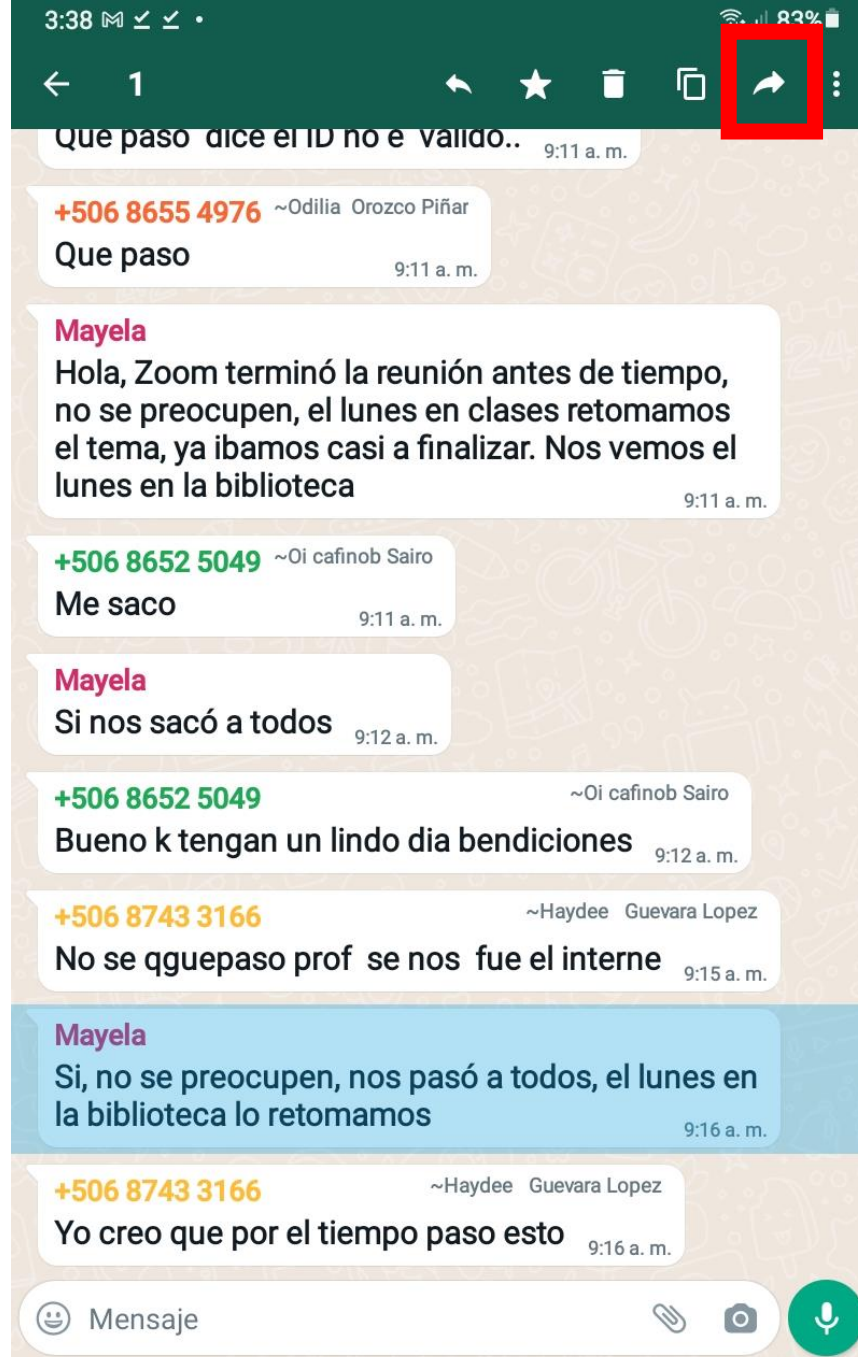 3:38
83%
1
Que paso dice el ID no e valido..
9:11 a. m.
+506 8655 4976 ~Odilia Orozco Piñar
Que paso
9:11 a. m.
Mayela
Hola, Zoom terminó la reunión antes de tiempo,
no se preocupen, el lunes en clases retomamos
el tema, ya ibamos casi a finalizar. Nos vemos el
lunes en la biblioteca
9:11 a. m.
+506 8652 5049 ~Oi cafinob Sairo
Me saco
9:11 a. m.
Mayela
Si nos sacó a todos
9:12 a. m.
+506 8652 5049 ~Oi cafinob Sairo
Bueno k tengan un lindo dia bendiciones
9:12 a. m.
+506 8743 3166 ~Haydee Guevara Lopez
No se qguepaso prof se nos fue el interne
9:15 a. m.
Mayela
Si, no se preocupen, nos pasó a todos, el lunes en
la biblioteca lo retomamos
9:16 a. m.
+506 8743 3166 ~Haydee Guevara Lopez
Yo creo que por el tiempo paso esto
9:16 a. m.
Mensaje